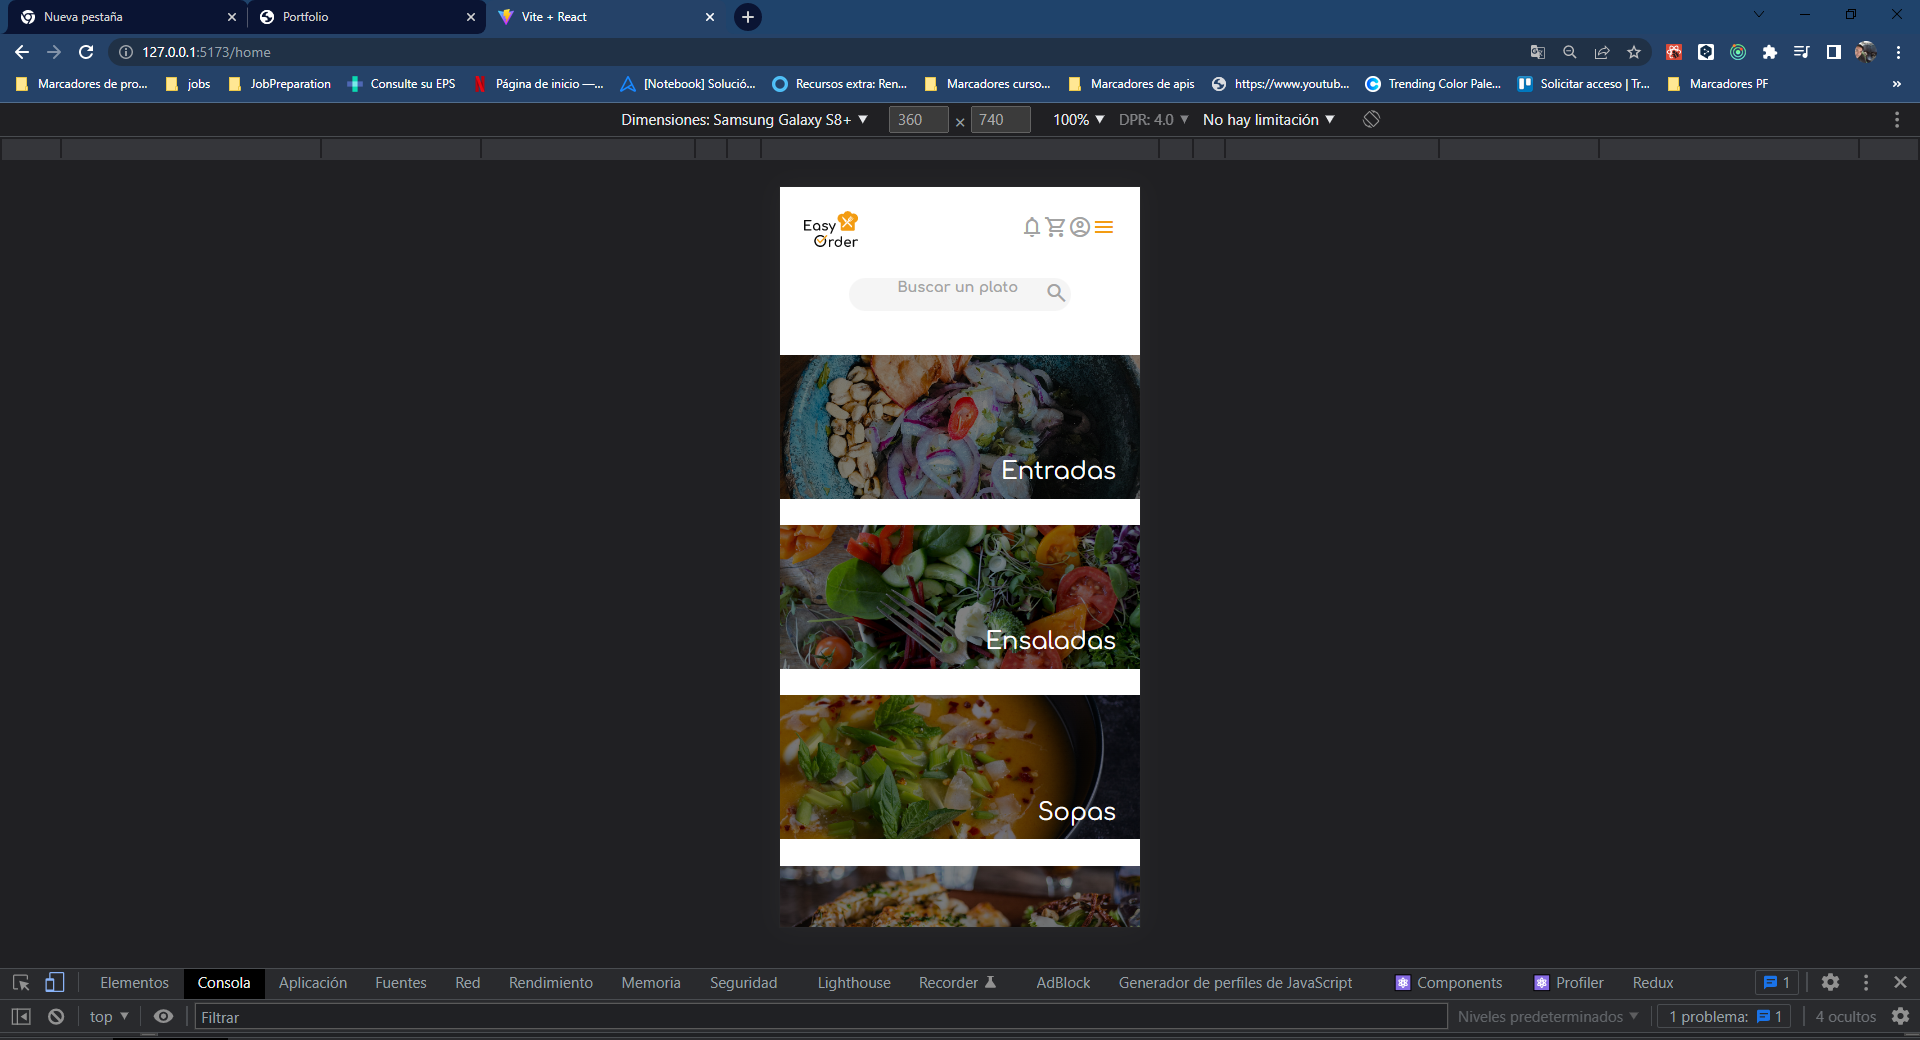 Nueva pestaña
Portfolio
Vite + React
127.0.0.1:5173/home
Marcadores de pro...
jobs
JobPreparation
Consulte su EPS
Página de inicio —...
[Notebook] Solució...
Recursos extra: Ren...
Marcadores curso...
Marcadores de apis
https://www.youtub...
Trending Color Pale...
Solicitar acceso | Tr...
Marcadores PF
»
Dimensiones: Samsung Galaxy S8+ ▼
360 × 740
100% ▼
DPR: 4.0 ▼
No hay limitación ▼
Easy
Order
Buscar un plato
Entradas
Ensaladas
Sopas
Elementos
Consola
Aplicación
Fuentes
Red
Rendimiento
Memoria
Seguridad
Lighthouse
Recorder
AdBlock
Generador de perfiles de JavaScript
Components
Profiler
Redux
1
top ▼
Filtrar
Niveles predeterminados ▼
1 problema: 1
4 ocultos